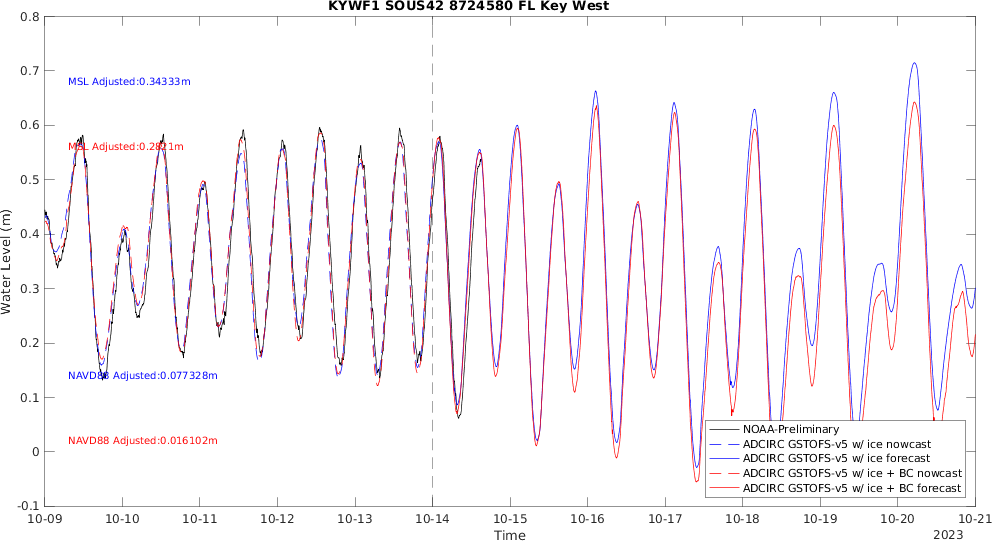 KYWF1 SOUS42 8724580 FL Key West
0.8
0.7
0.6
0.5
0.4
0.3
0.2
0.1
0
-0.1
Water Level (m)
MSL Adjusted:0.34333m
MSL Adjusted:0.2821m
NAVD88 Adjusted:0.077328m
NAVD88 Adjusted:0.016102m
NOAA-Preliminary
ADCIRC GSTOFS-v5 w/ ice nowcast
ADCIRC GSTOFS-v5 w/ ice forecast
ADCIRC GSTOFS-v5 w/ ice + BC nowcast
ADCIRC GSTOFS-v5 w/ ice + BC forecast
10-09 10-10 10-11 10-12 10-13 10-14 10-15 10-16 10-17 10-18 10-19 10-20 10-21
Time
2023